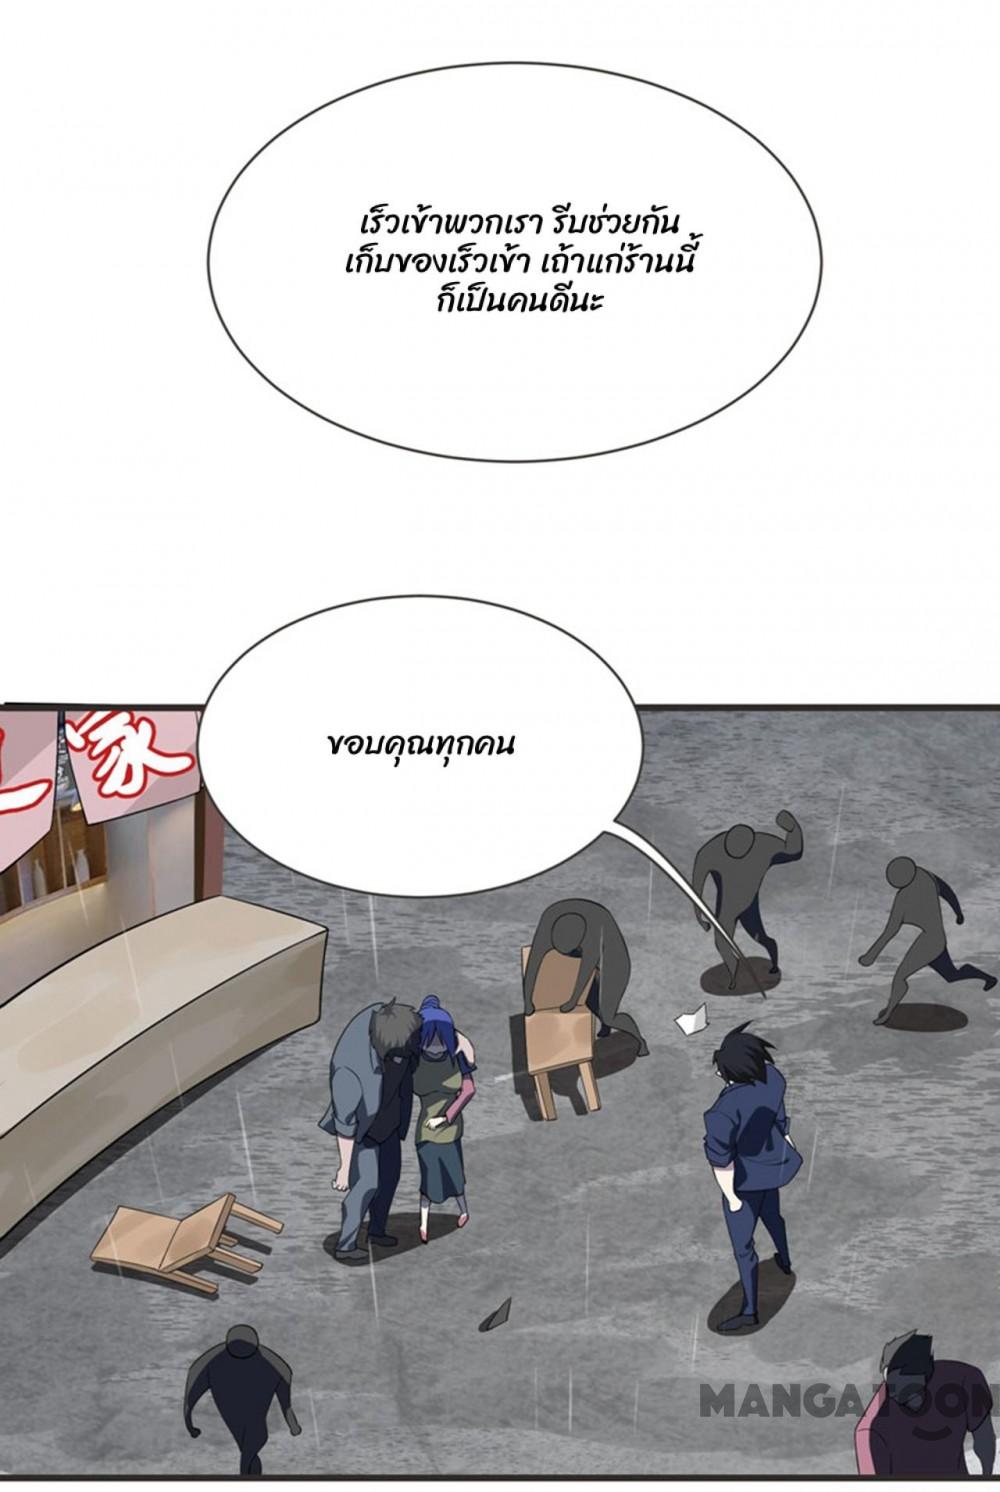 เร็วเข้าพวกเรา รีบช่วยกัน
เก็บของเร็วเข้า เถ้าแก่ร้านนี้
ก็เป็นคนดีนะ
ขอบคุณทุกคน
家
MANGATOON